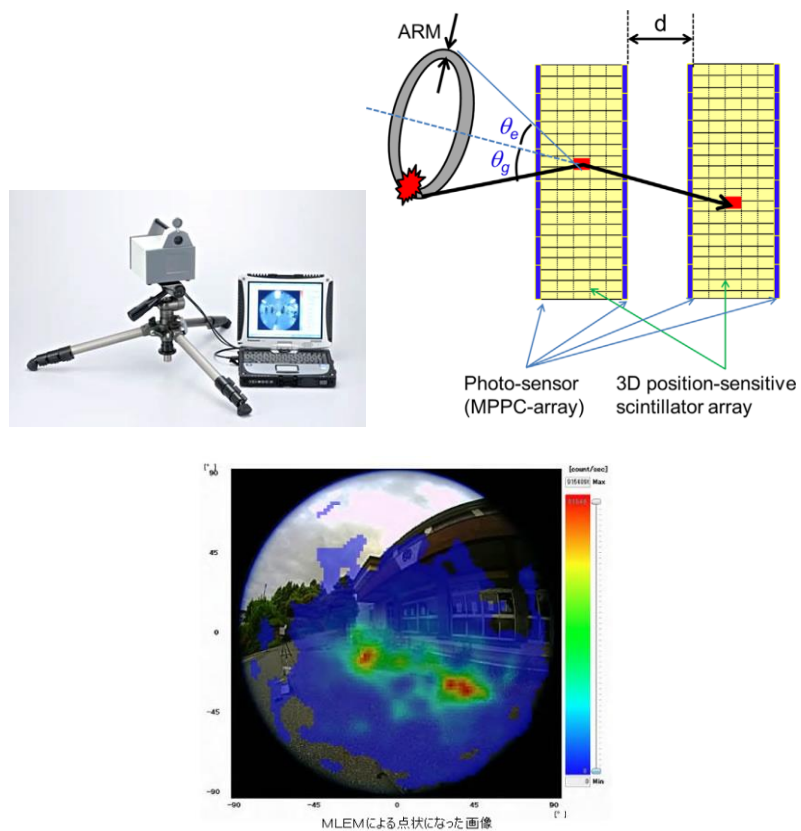 ARM
d
θe
θg
Photo-sensor
(MPPC-array)
3D position-sensitive
scintillator array
[°]
[count/sec]
90
Max
45
0
-45
-90
0
Min
-90
-45
0
45
90
[°]
MLEMによる点状になった画像